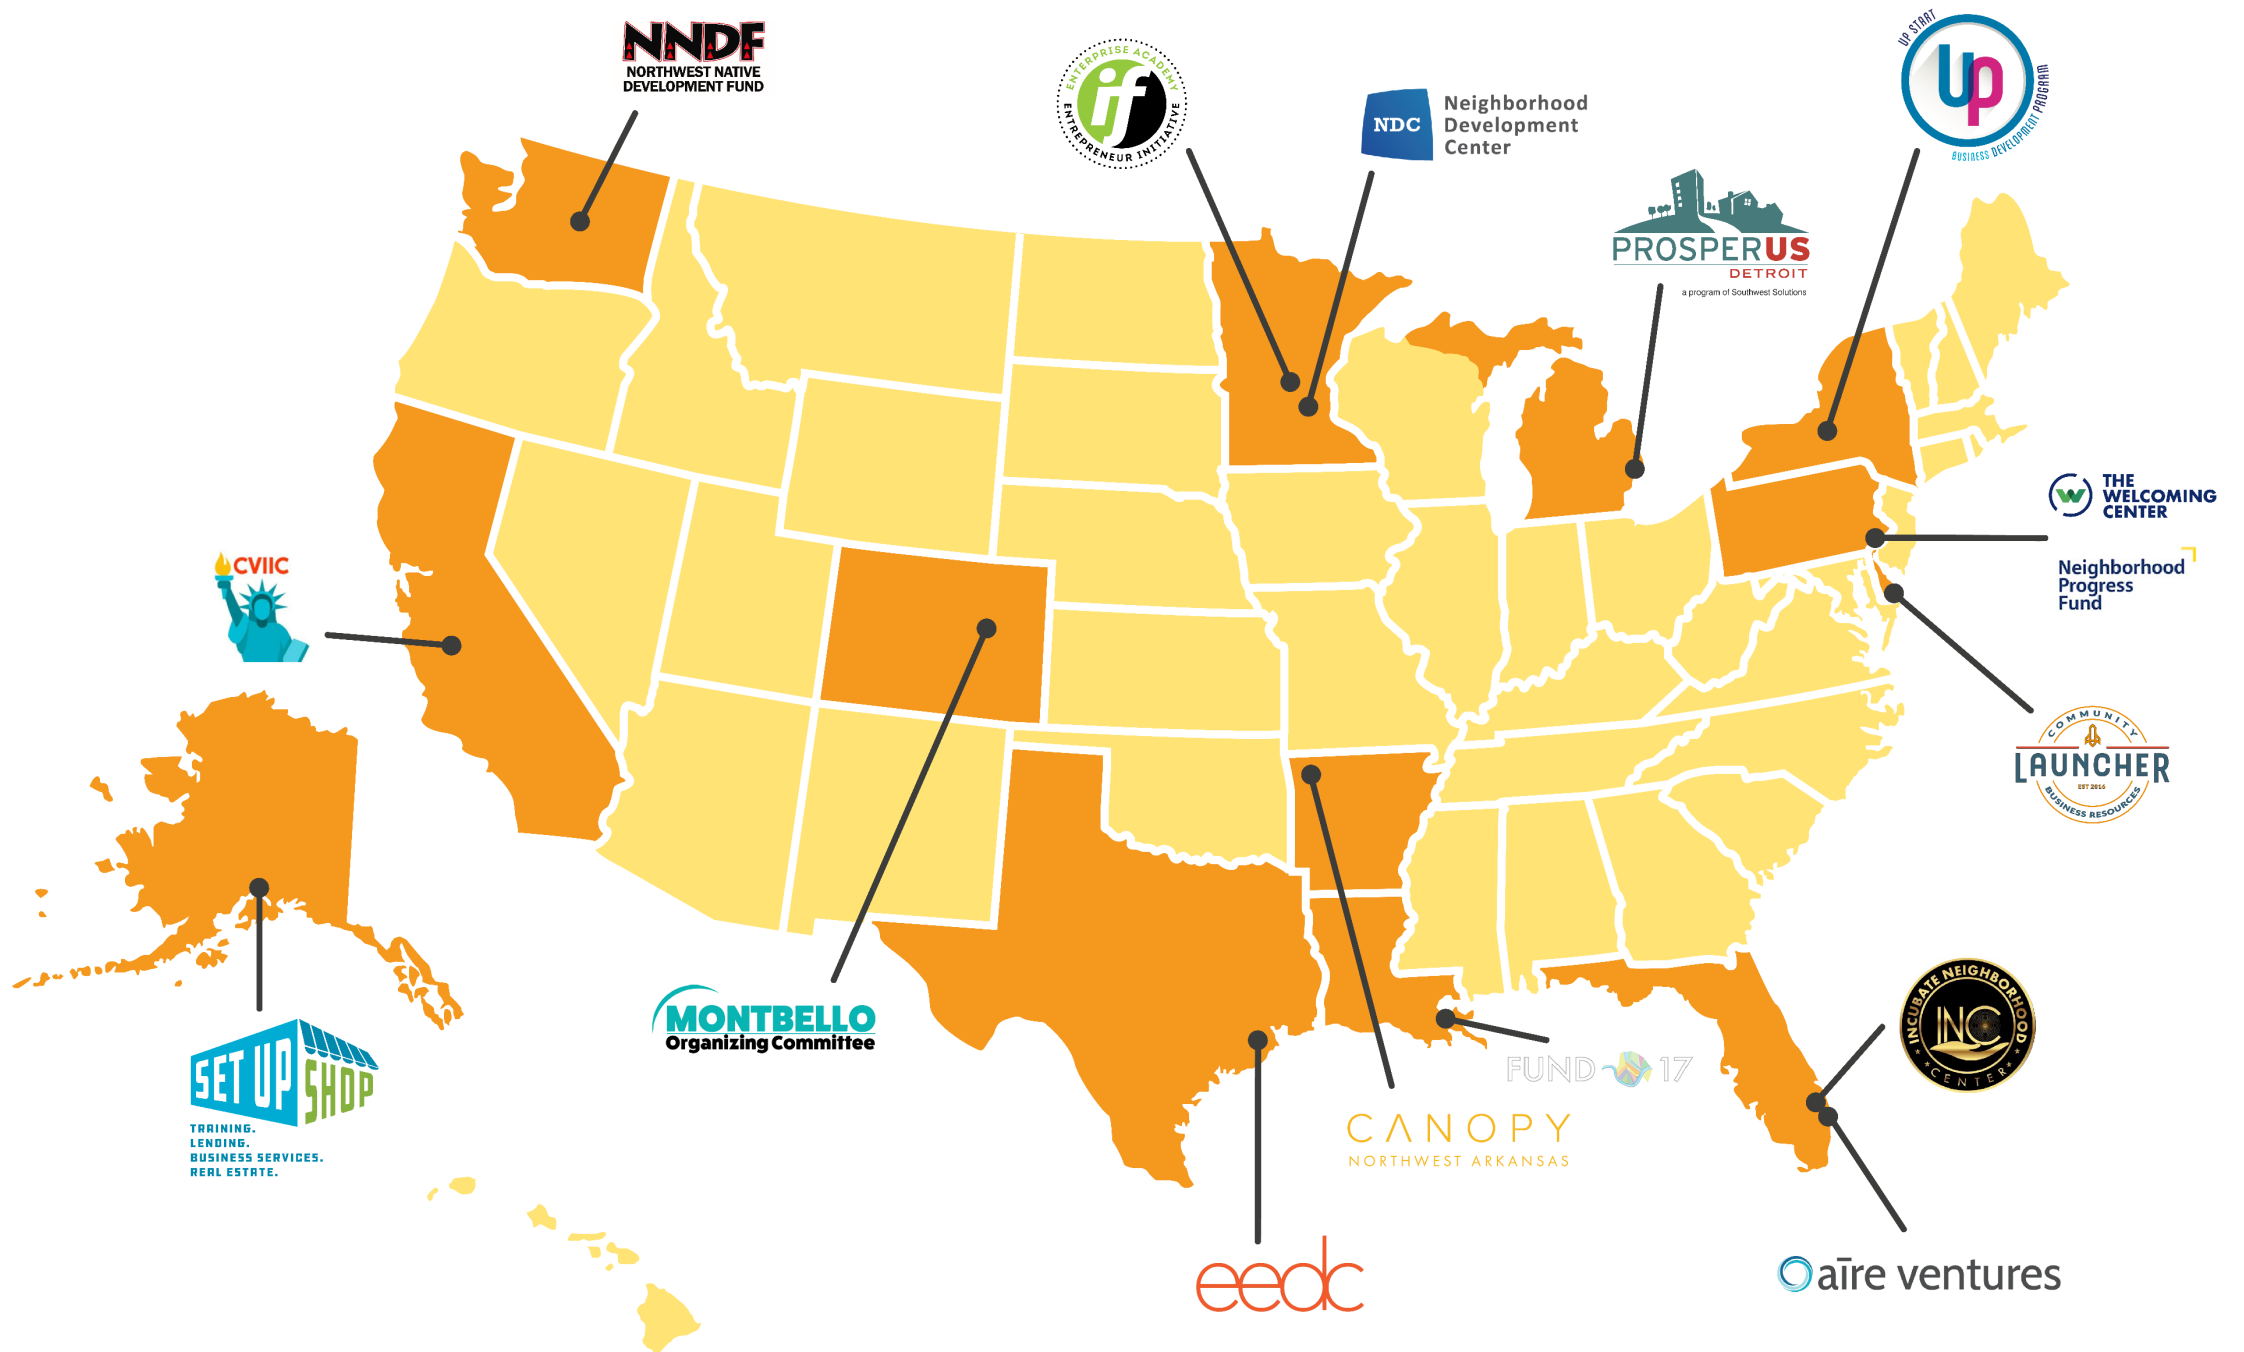 NNDF
NORTHWEST NATIVE
DEVELOPMENT FUND
ENTERPRISE ACADEMY
if
ENTREPRENEUR INITIATIVE
NDC
Neighborhood
Development
Center
UP START
Up
BUSINESS DEVELOPMENT PROGRAM
PROSPERUS
DETROIT
a program of Southwest Solutions
THE
WELCOMING
CENTER
Neighborhood
Progress
Fund
CVIIC
COMMUNITY
LAUNCHER
EST 2016
BUSINESS RESOURCES
INCUBATE NEIGHBORHOOD
INC
CENTER
MONTBELLO
Organizing Committee
SET UP SHOP
TRAINING.
LENDING.
BUSINESS SERVICES.
REAL ESTATE.
FUND 17
CANOPY
NORTHWEST ARKANSAS
eedc
aīre ventures